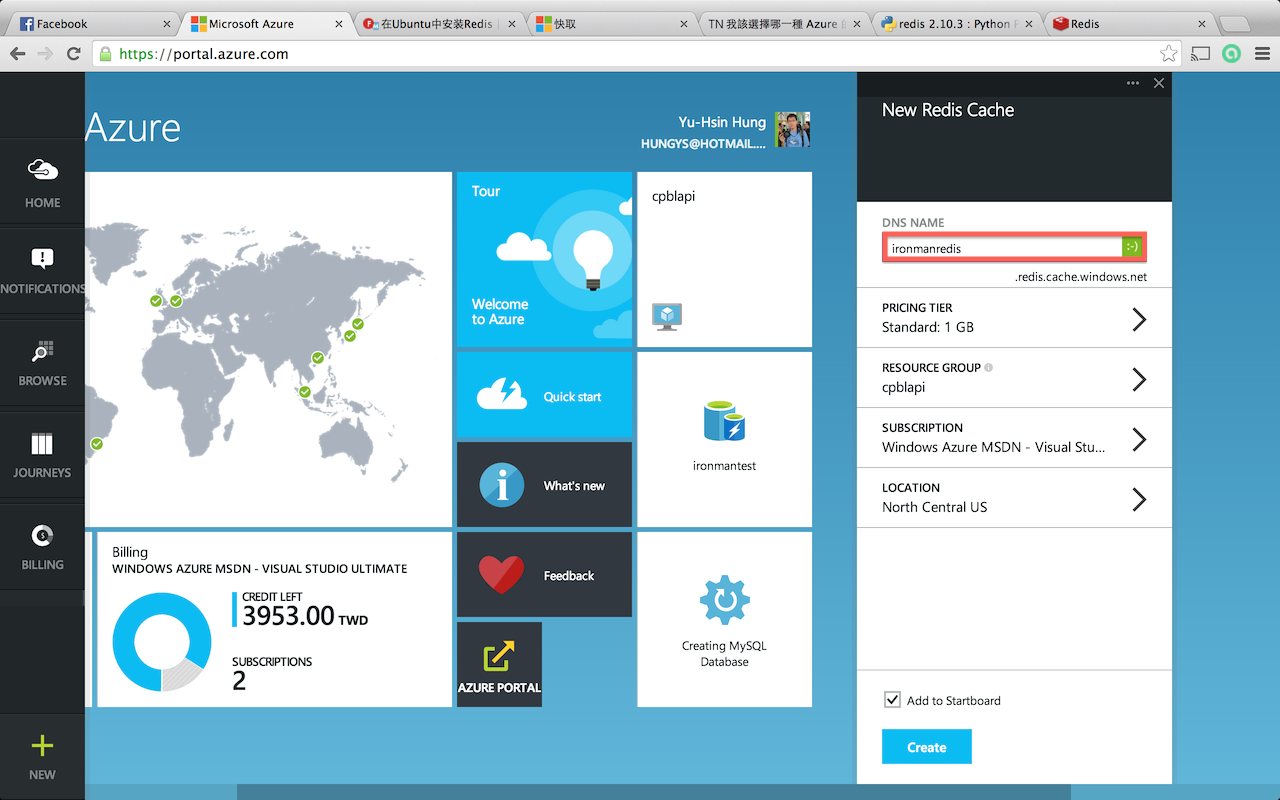 Facebook
Microsoft Azure
在Ubuntu中安装Redis
快取
TN 我該選擇哪一種 Azure
redis 2.10.3 : Python
Redis
https://portal.azure.com
Azure
Yu-Hsin Hung
HUNGYS@HOTMAIL....
HOME
NOTIFICATIONS
BROWSE
JOURNEYS
BILLING
NEW
Tour
Welcome
to Azure
cpblapi
Quick start
ironmantest
What's new
Billing
WINDOWS AZURE MSDN - VISUAL STUDIO ULTIMATE
CREDIT LEFT
3953.00 TWD
SUBSCRIPTIONS
2
Feedback
AZURE PORTAL
Creating MySQL
Database
New Redis Cache
DNS NAME
ironmanredis
:-)
.redis.cache.windows.net
PRICING TIER
Standard: 1 GB
RESOURCE GROUP
cpblapi
SUBSCRIPTION
Windows Azure MSDN - Visual Stu...
LOCATION
North Central US
Add to Startboard
Create